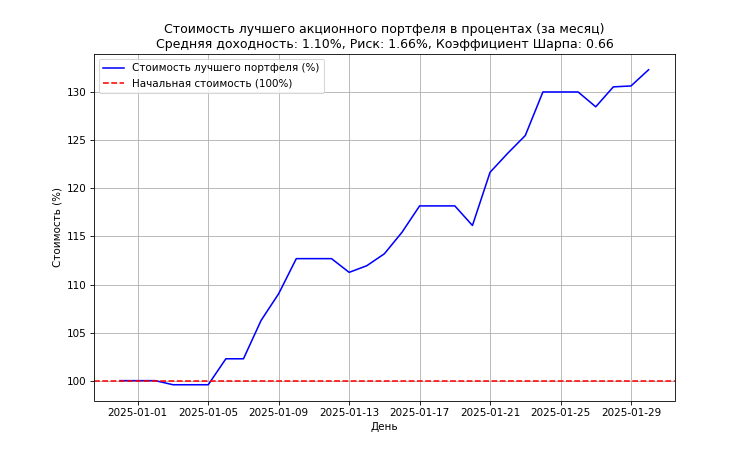 Стоимость лучшего акционного портфеля в процентах (за месяц)
Средняя доходность: 1.10%, Риск: 1.66%, Коэффициент Шарпа: 0.66
Стоимость лучшего портфеля (%)
Начальная стоимость (100%)
Стоимость (%)
130
125
120
115
110
105
100
2025-01-01 2025-01-05 2025-01-09 2025-01-13 2025-01-17 2025-01-21 2025-01-25 2025-01-29
День